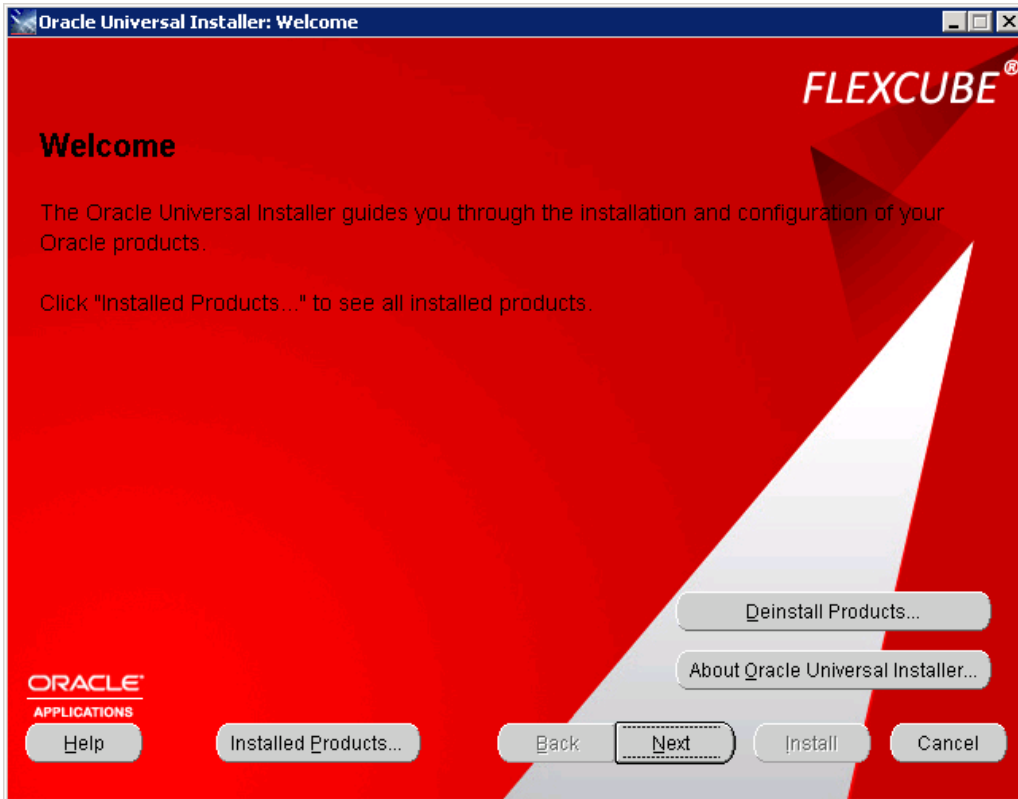 Oracle Universal Installer: Welcome
FLEXCUBE®
Welcome
The Oracle Universal Installer guides you through the installation and configuration of your
Oracle products.
Click "Installed Products..." to see all installed products.
Deinstall Products...
About Oracle Universal Installer...
ORACLE®
APPLICATIONS
Help
Installed Products...
Back
Next
Install
Cancel